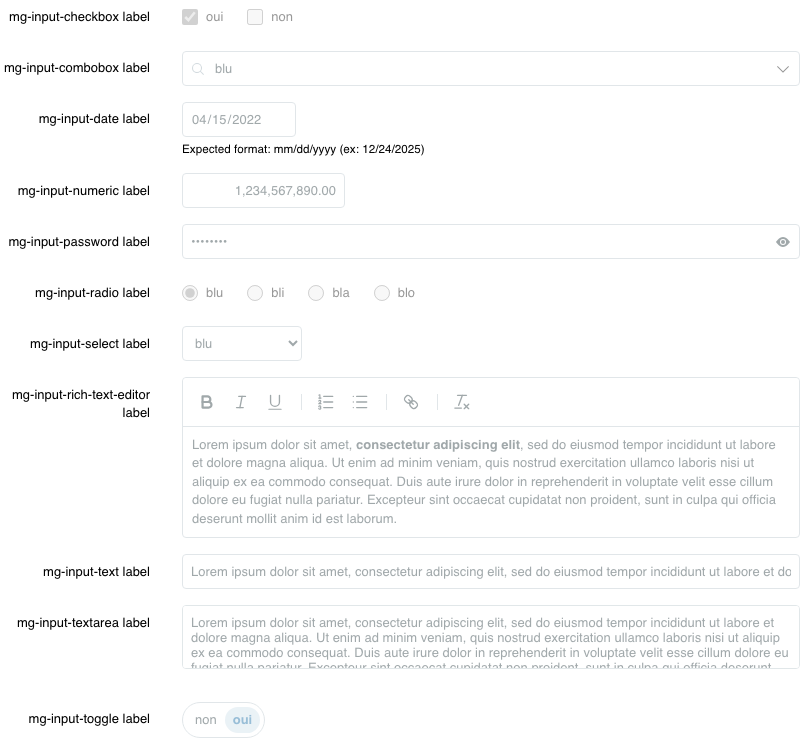 mg-input-checkbox label oui non
mg-input-combobox label blu
mg-input-date label 04/15/2022
Expected format: mm/dd/yyyy (ex: 12/24/2025)
mg-input-numeric label 1,234,567,890.00
mg-input-password label ••••••••
mg-input-radio label blu bli bla blo
mg-input-select label blu
mg-input-rich-text-editor
label
B I U
Lorem ipsum dolor sit amet, consectetur adipiscing elit, sed do eiusmod tempor incididunt ut labore
et dolore magna aliqua. Ut enim ad minim veniam, quis nostrud exercitation ullamco laboris nisi ut
aliquip ex ea commodo consequat. Duis aute irure dolor in reprehenderit in voluptate velit esse cillum
dolore eu fugiat nulla pariatur. Excepteur sint occaecat cupidatat non proident, sunt in culpa qui officia
deserunt mollit anim id est laborum.
mg-input-text label Lorem ipsum dolor sit amet, consectetur adipiscing elit, sed do eiusmod tempor incididunt ut labore et do
mg-input-textarea label Lorem ipsum dolor sit amet, consectetur adipiscing elit, sed do eiusmod tempor incididunt ut labore et
dolore magna aliqua. Ut enim ad minim veniam, quis nostrud exercitation ullamco laboris nisi ut aliquip
ex ea commodo consequat. Duis aute irure dolor in reprehenderit in voluptate velit esse cillum dolore eu
fugiat nulla pariatur. Excepteur sint occaecat cupidatat non proident, sunt in culpa qui officia deserunt
mg-input-toggle label non oui